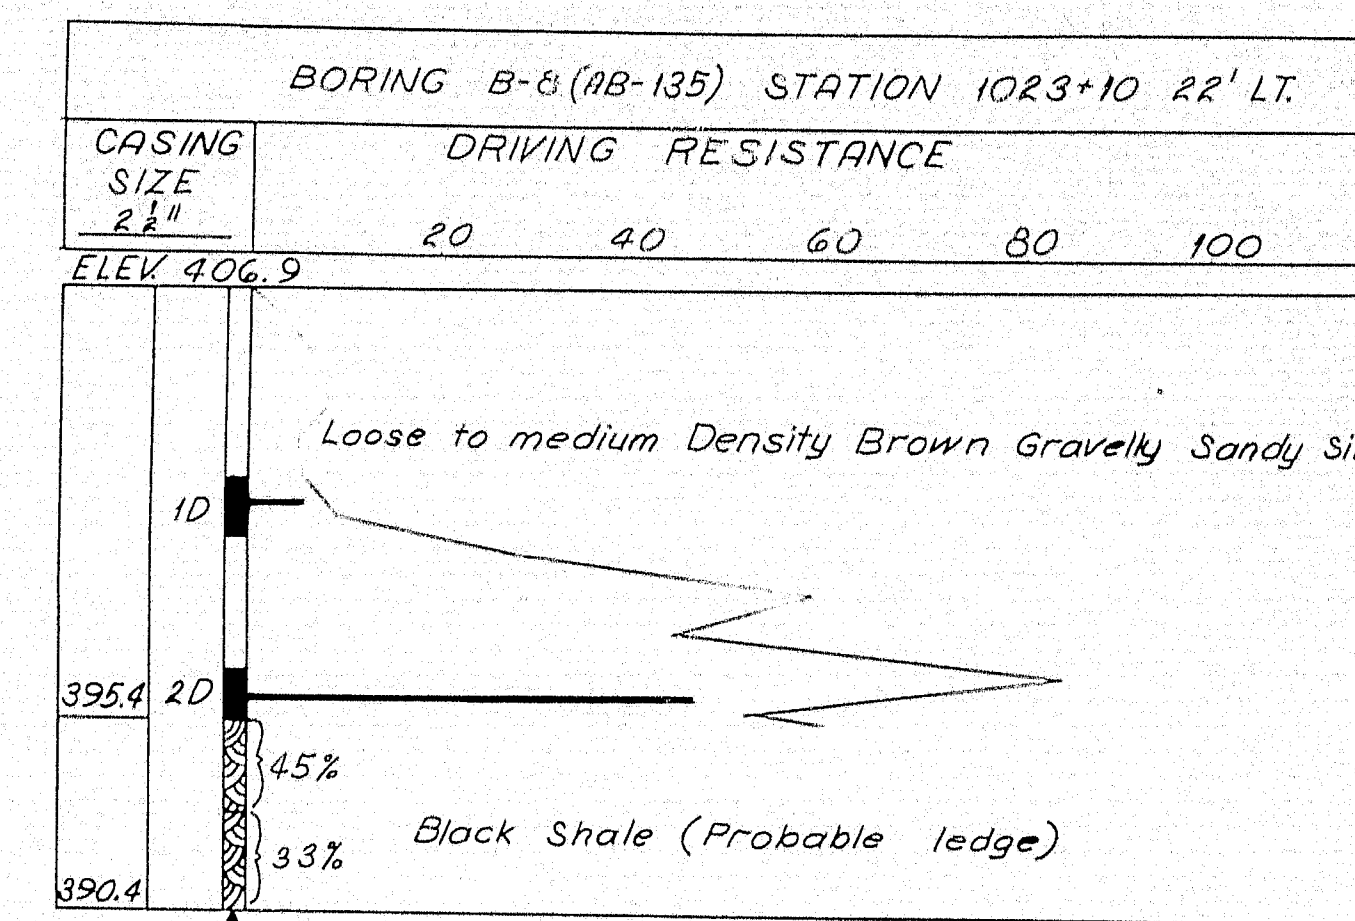 BORING B-8 (AB-135) STATION 1023+10 22' LT.
CASING
SIZE
2 1/2"
DRIVING RESISTANCE
20 40 60 80 100
ELEV. 406.9
Loose to medium Density Brown Gravelly Sandy
1D
395.4 2D
45%
Black Shale (Probable ledge)
33%
390.4